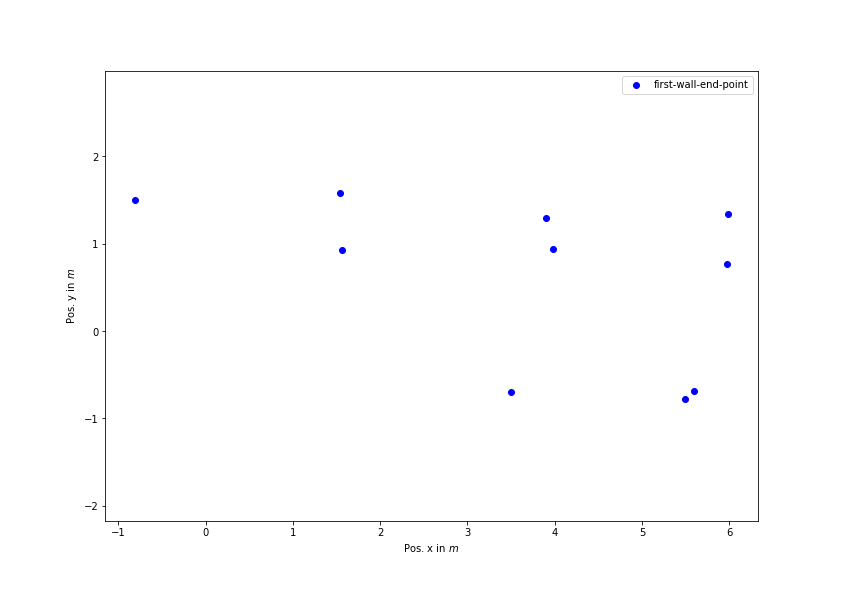 first-wall-end-point
2
1
0
−1
−2
Pos. y in m
−1 0 1 2 3 4 5 6
Pos. x in m